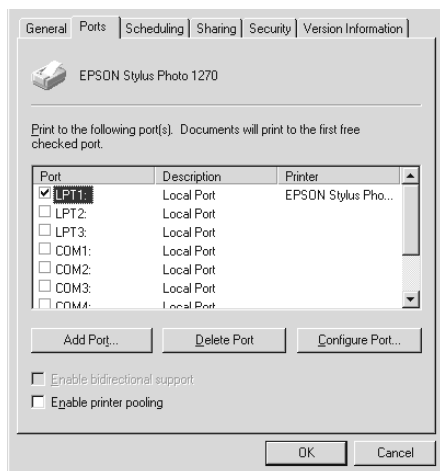 General Ports Scheduling Sharing Security Version Information
EPSON Stylus Photo 1270
Print to the following port(s). Documents will print to the first free
checked port.
Port Description Printer
LPT1: Local Port EPSON Stylus Pho...
LPT2: Local Port
LPT3: Local Port
COM1: Local Port
COM2: Local Port
COM3: Local Port
COM4: Local Port
Add Port... Delete Port Configure Port...
Enable bidirectional support
Enable printer pooling
OK Cancel